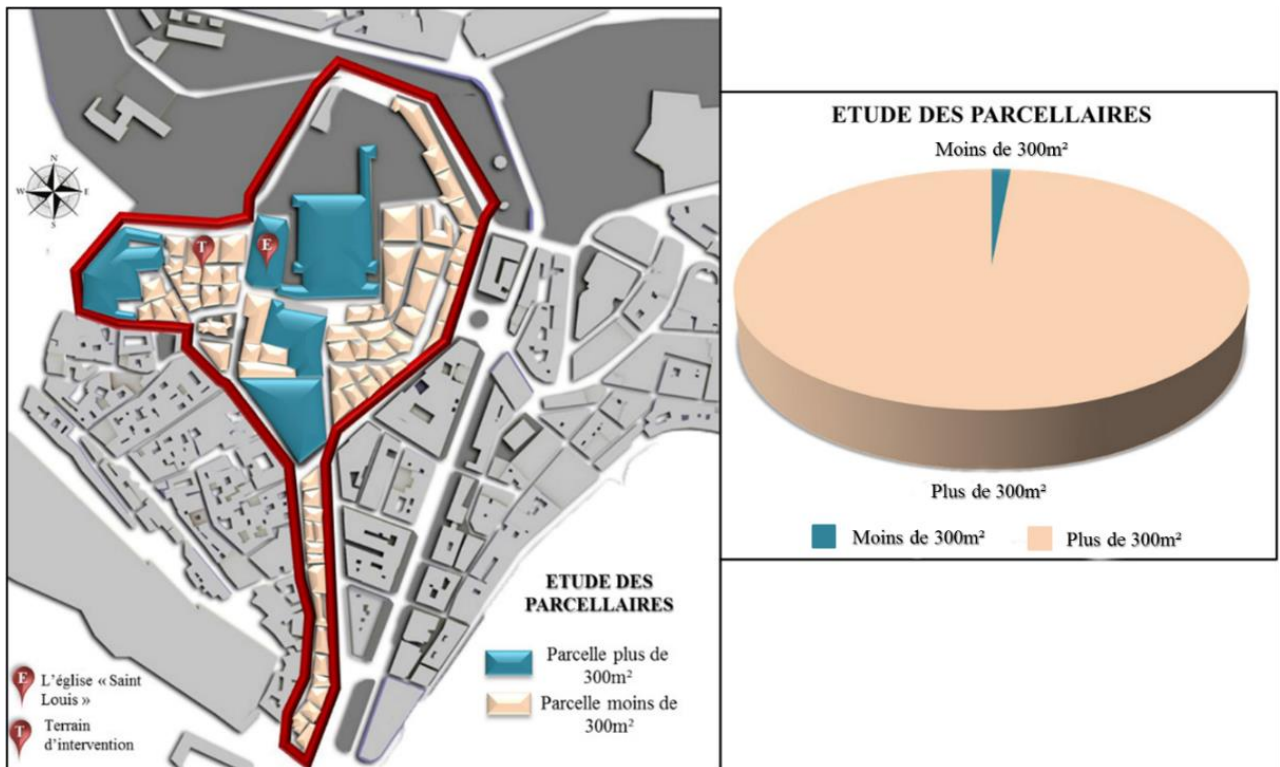 N
W
E
S
T
E
ETUDE DES
PARCELLAIRES
Parcelle plus de
300m²
Parcelle moins de
300m²
E
L'église « Saint
Louis »
T
Terrain
d'intervention
ETUDE DES PARCELLAIRES
Moins de 300m²
Plus de 300m²
Moins de 300m²
Plus de 300m²